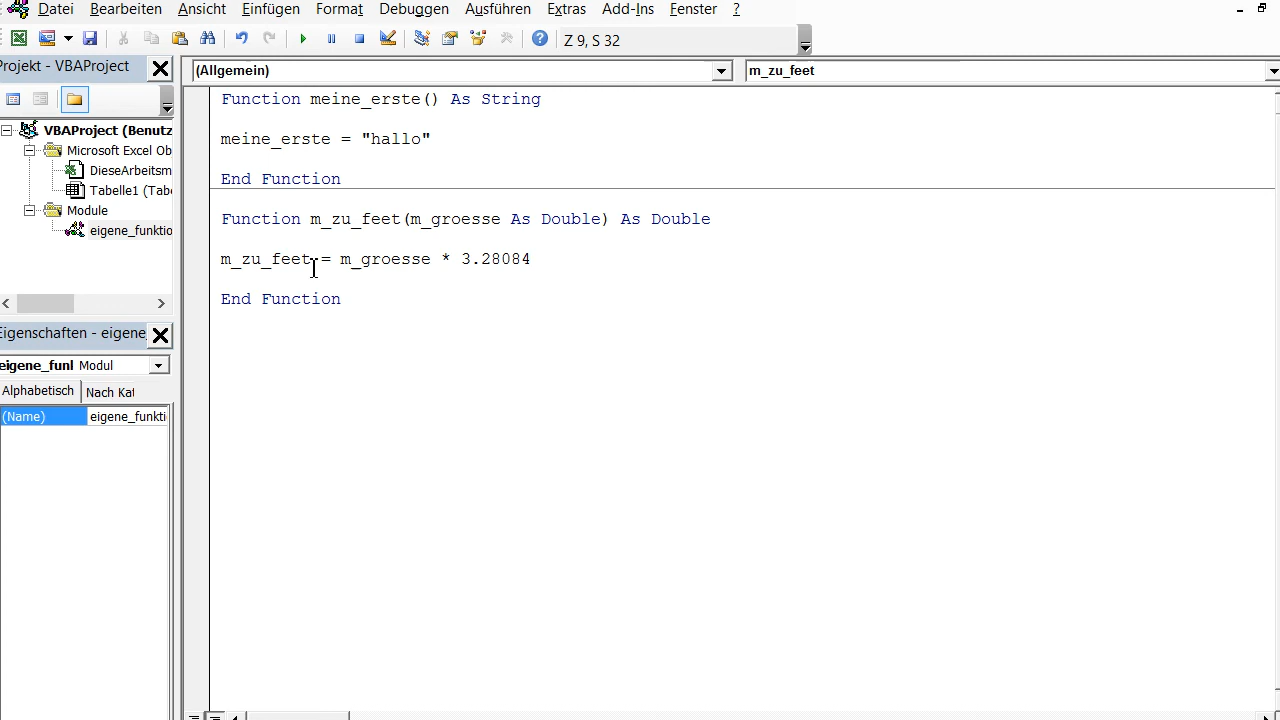 Datei Bearbeiten Ansicht Einfügen Format Debuggen Ausführen Extras Add-Ins Fenster ?
Z 9, S 32
Projekt - VBAProject
(Allgemein) m_zu_feet
VBAProject (Benutz
Microsoft Excel Ob
DieseArbeitsm
Tabelle1 (Tabe
Module
eigene_funktio
Eigenschaften - eigene
eigene_funl Modul
Alphabetisch Nach Kat
(Name) eigene_funkti
Function meine_erste() As String
meine_erste = "hallo"
End Function
Function m_zu_feet(m_groesse As Double) As Double
m_zu_feet = m_groesse * 3.28084
End Function